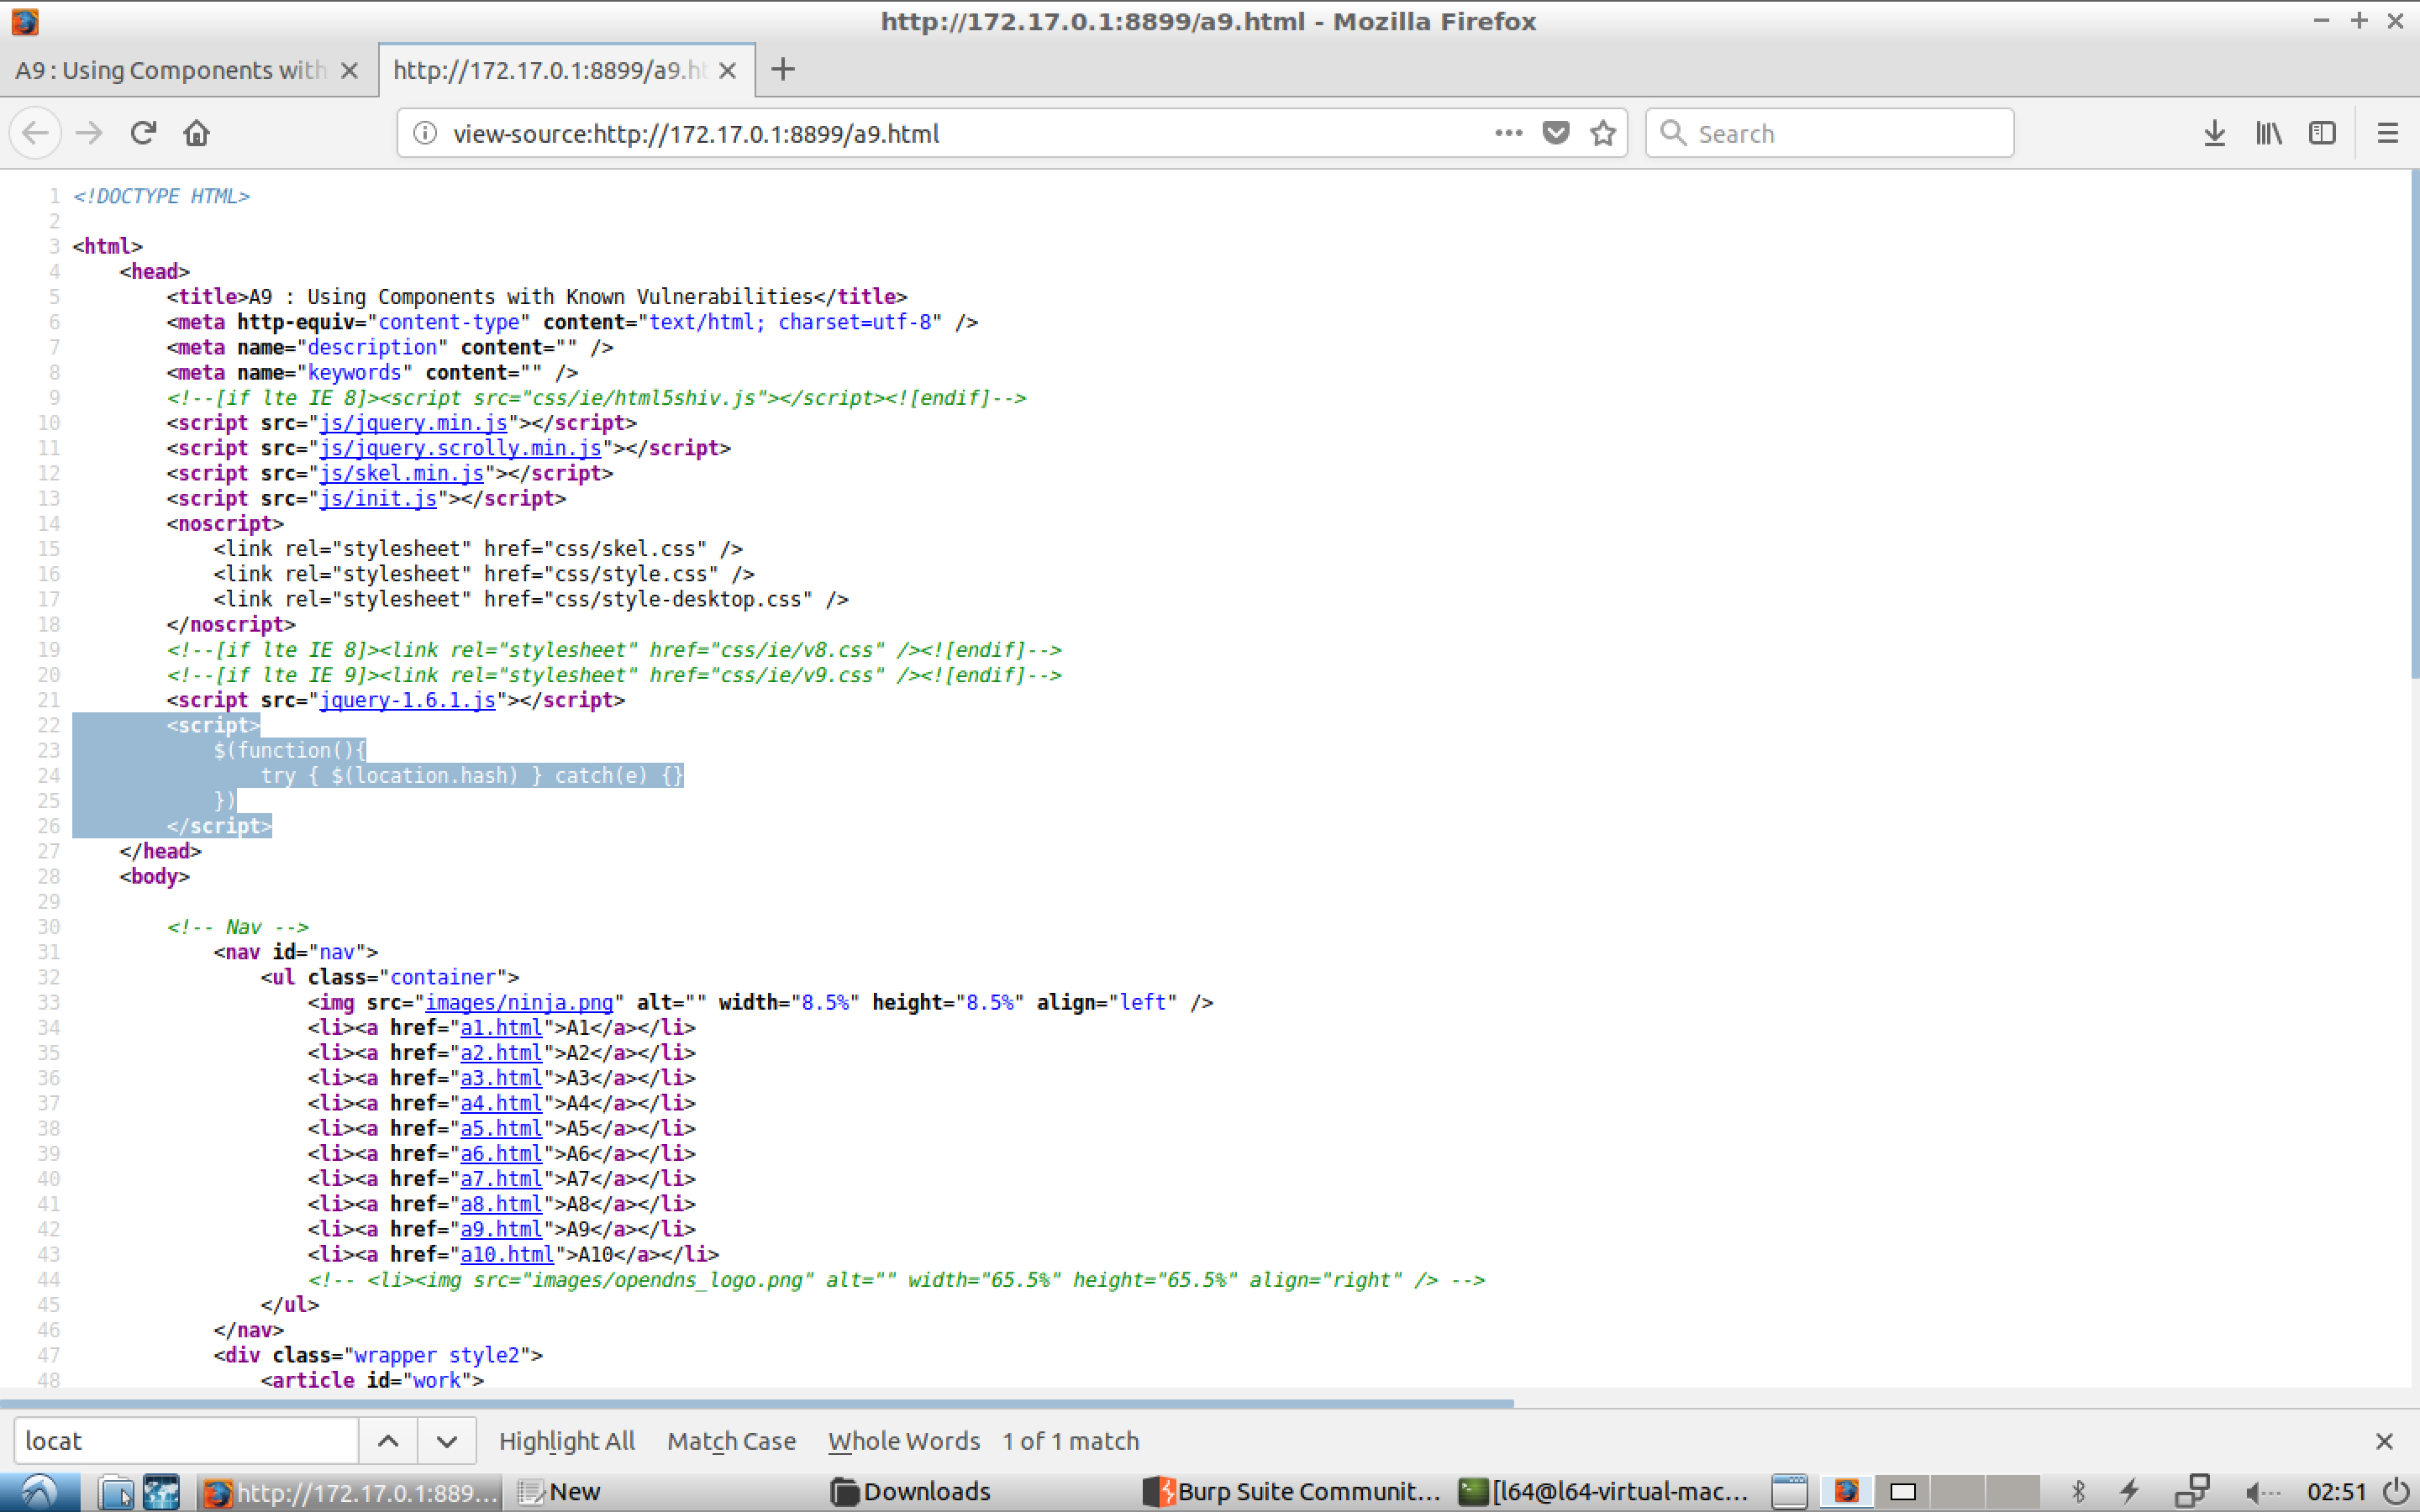 http://172.17.0.1:8899/a9.html - Mozilla Firefox
A9 : Using Components with
http://172.17.0.1:8899/a9.ht
view-source:http://172.17.0.1:8899/a9.html
Search
1 <!DOCTYPE HTML>
2
3 <html>
4 <head>
5 <title>A9 : Using Components with Known Vulnerabilities</title>
6 <meta http-equiv="content-type" content="text/html; charset=utf-8" />
7 <meta name="description" content="" />
8 <meta name="keywords" content="" />
9 <!--[if lte IE 8]><script src="css/ie/html5shiv.js"></script><![endif]-->
10 <script src="js/jquery.min.js"></script>
11 <script src="js/jquery.scrolly.min.js"></script>
12 <script src="js/skel.min.js"></script>
13 <script src="js/init.js"></script>
14 <noscript>
15 <link rel="stylesheet" href="css/skel.css" />
16 <link rel="stylesheet" href="css/style.css" />
17 <link rel="stylesheet" href="css/style-desktop.css" />
18 </noscript>
19 <!--[if lte IE 8]><link rel="stylesheet" href="css/ie/v8.css" /><![endif]-->
20 <!--[if lte IE 9]><link rel="stylesheet" href="css/ie/v9.css" /><![endif]-->
21 <script src="jquery-1.6.1.js"></script>
22 <script>
23 $(function(){
24 try { $(location.hash) } catch(e) {}
25 })
26 </script>
27 </head>
28 <body>
29
30 <!-- Nav -->
31 <nav id="nav">
32 <ul class="container">
33 <img src="images/ninja.png" alt="" width="8.5%" height="8.5%" align="left" />
34 <li><a href="a1.html">A1</a></li>
35 <li><a href="a2.html">A2</a></li>
36 <li><a href="a3.html">A3</a></li>
37 <li><a href="a4.html">A4</a></li>
38 <li><a href="a5.html">A5</a></li>
39 <li><a href="a6.html">A6</a></li>
40 <li><a href="a7.html">A7</a></li>
41 <li><a href="a8.html">A8</a></li>
42 <li><a href="a9.html">A9</a></li>
43 <li><a href="a10.html">A10</a></li>
44 <!-- <li><img src="images/opendns_logo.png" alt="" width="65.5%" height="65.5%" align="right" /> -->
45 </ul>
46 </nav>
47 <div class="wrapper style2">
48 <article id="work">
locat Highlight All Match Case Whole Words 1 of 1 match
http://172.17.0.1:889... New Downloads Burp Suite Communit... [l64@l64-virtual-mac... 02:51